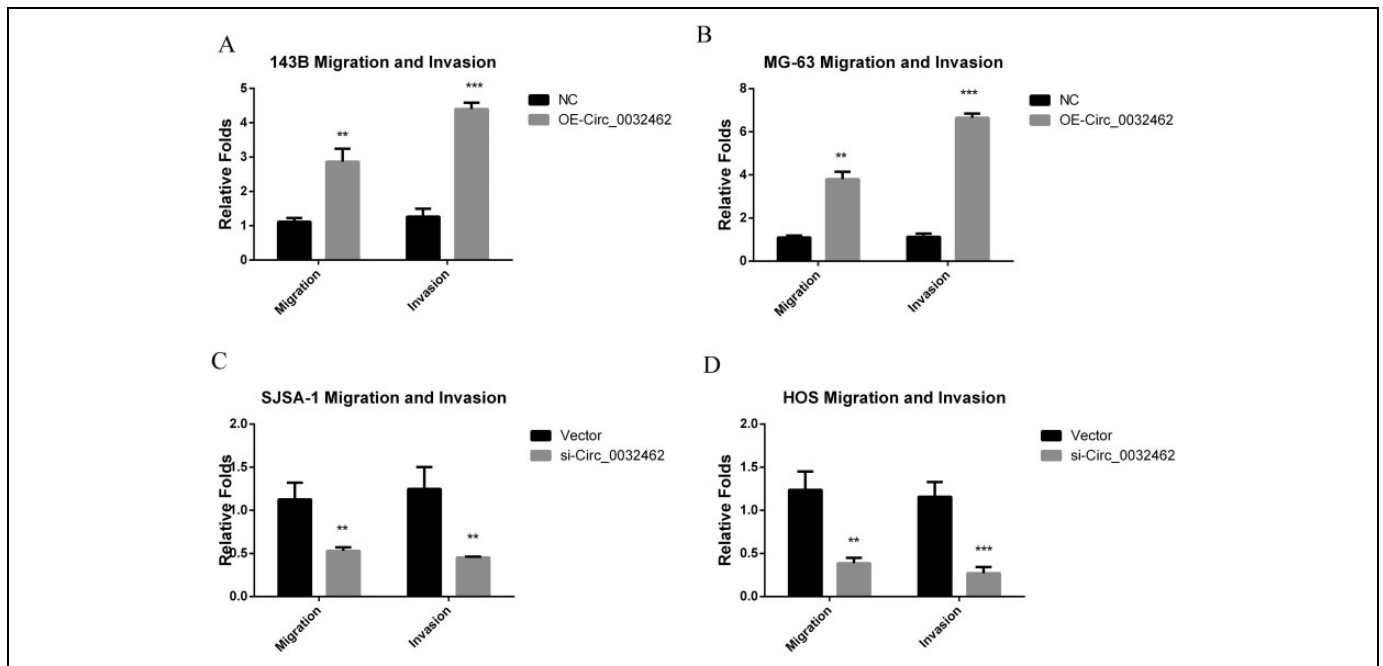 A
143B Migration and Invasion
Relative Folds
5
4
3
2
1
0
**
***
Migration
Invasion
NC
OE-Circ_0032462
B
MG-63 Migration and Invasion
Relative Folds
8
6
4
2
0
**
***
Migration
Invasion
NC
OE-Circ_0032462
C
SJSA-1 Migration and Invasion
Relative Folds
2.0
1.5
1.0
0.5
0.0
**
**
Migration
Invasion
Vector
si-Circ_0032462
D
HOS Migration and Invasion
Relative Folds
2.0
1.5
1.0
0.5
0.0
**
***
Migration
Invasion
Vector
si-Circ_0032462